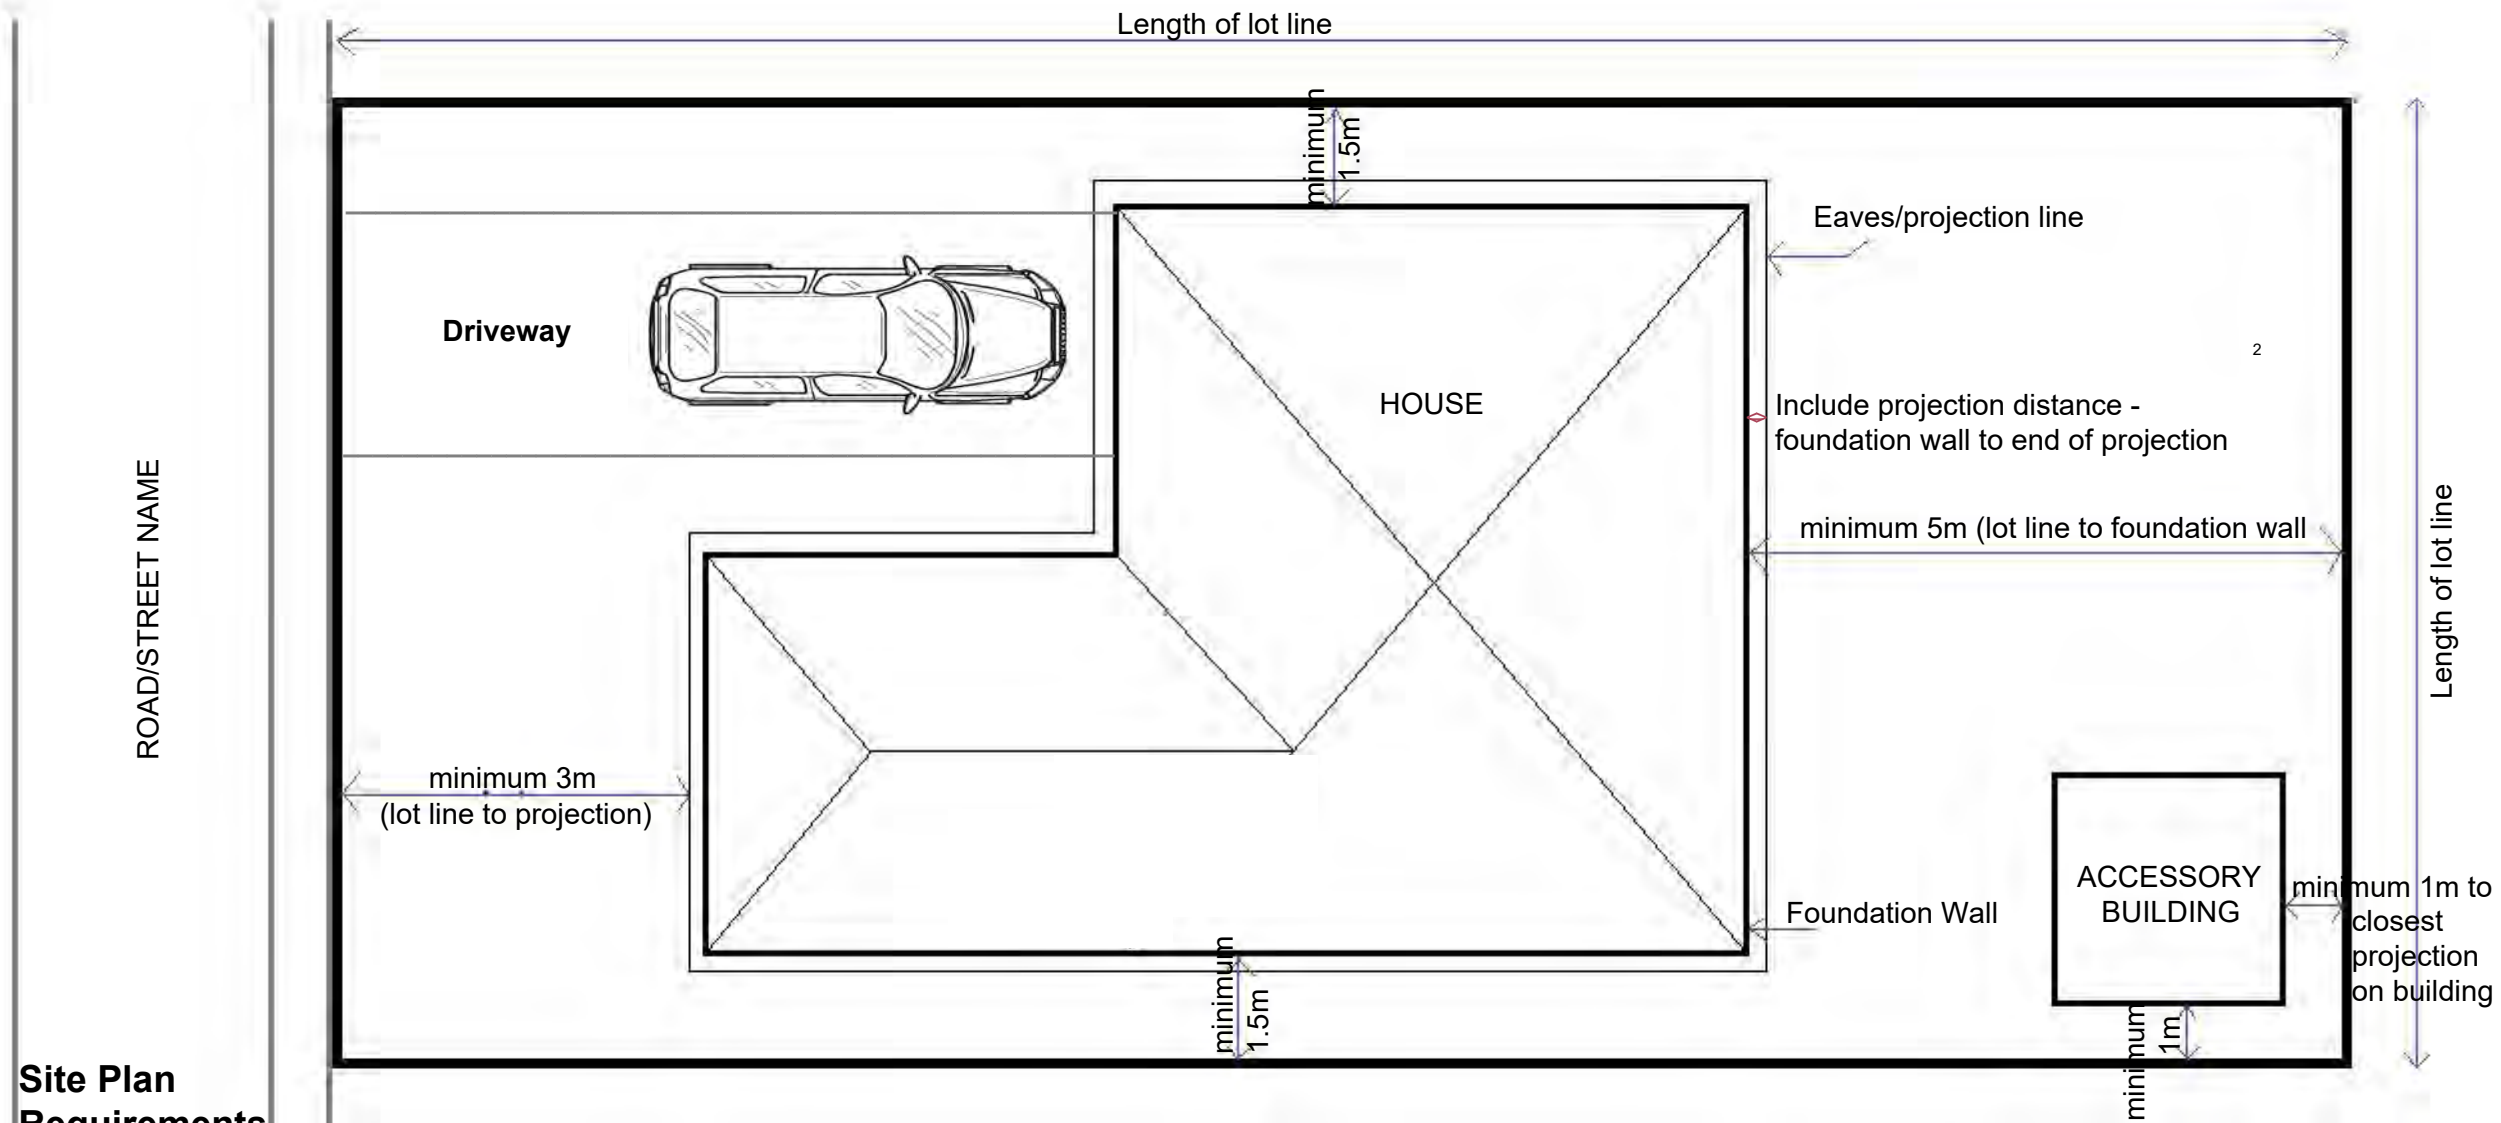 Length of lot line
minimum
1.5m
Eaves/projection line
2
Driveway
HOUSE
Include projection distance -
foundation wall to end of projection
ROAD/STREET NAME
minimum 5m (lot line to foundation wall
Length of lot line
minimum 3m
(lot line to projection)
ACCESSORY
BUILDING
minimum 1m to
closest
projection
on building
Foundation Wall
minimum
1.5m
minimum
1m
Site Plan
Requirements